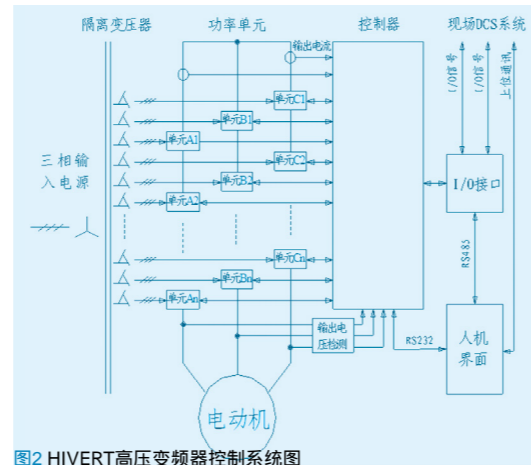 隔离变压器 功率单元 控制器 现场DCS系统
输出电流
I/O信号
I/O信号
上位通讯
单元C1
单元B1
单元A1
单元C2
三相输
入电源
单元B2
单元A2
I/O接口
RS485
单元Cn
单元Bn
单元An
输出电
压检测
RS232
人机
界面
电动机
图2 HIVERT高压变频器控制系统图